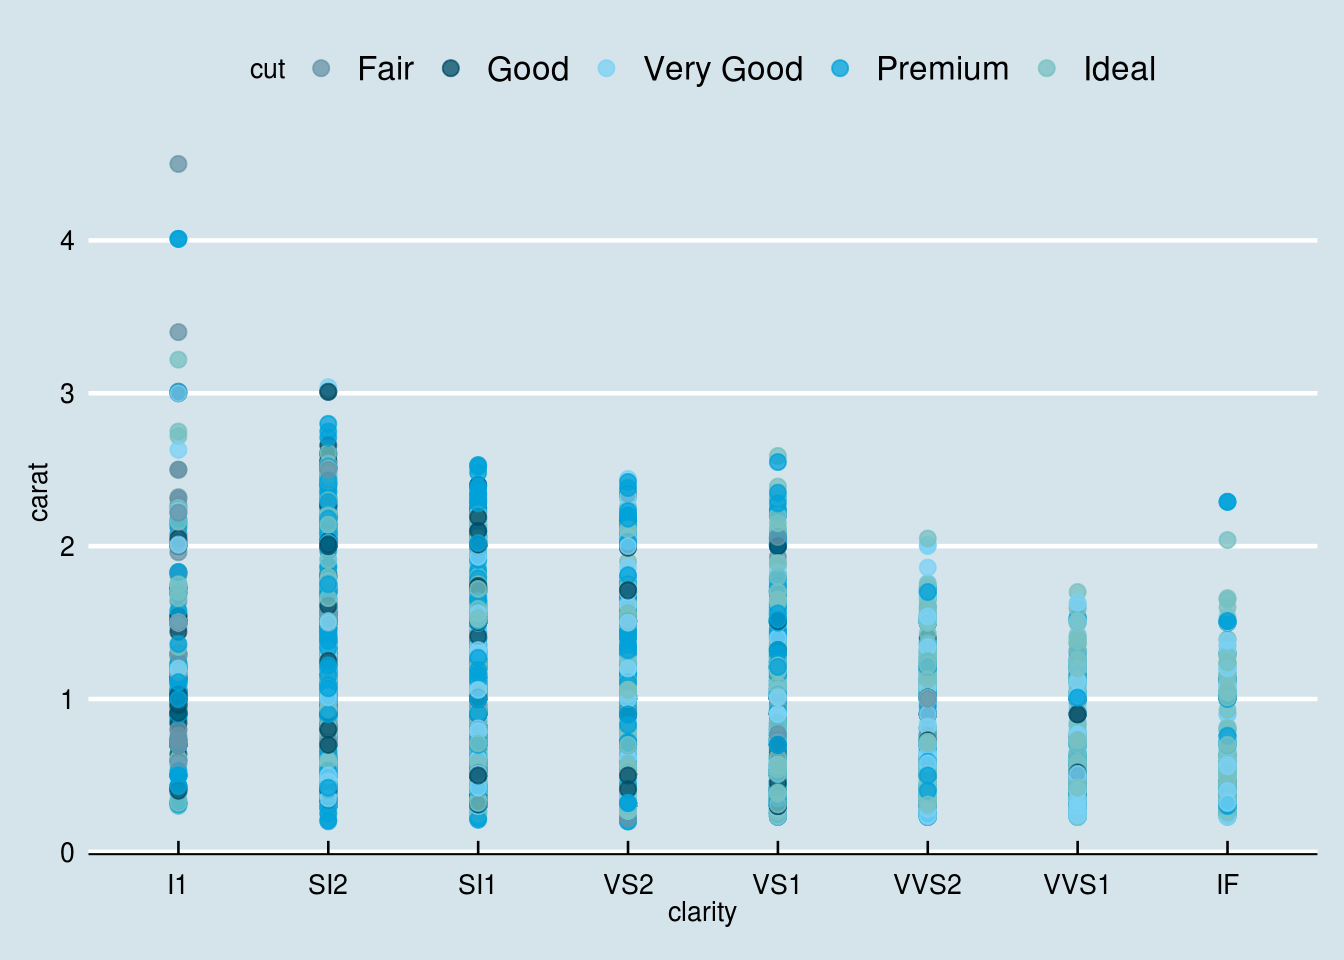 cut Fair Good Very Good Premium Ideal
4
3
2
1
0
carat
I1 SI2 SI1 VS2 VS1 VVS2 VVS1 IF
clarity